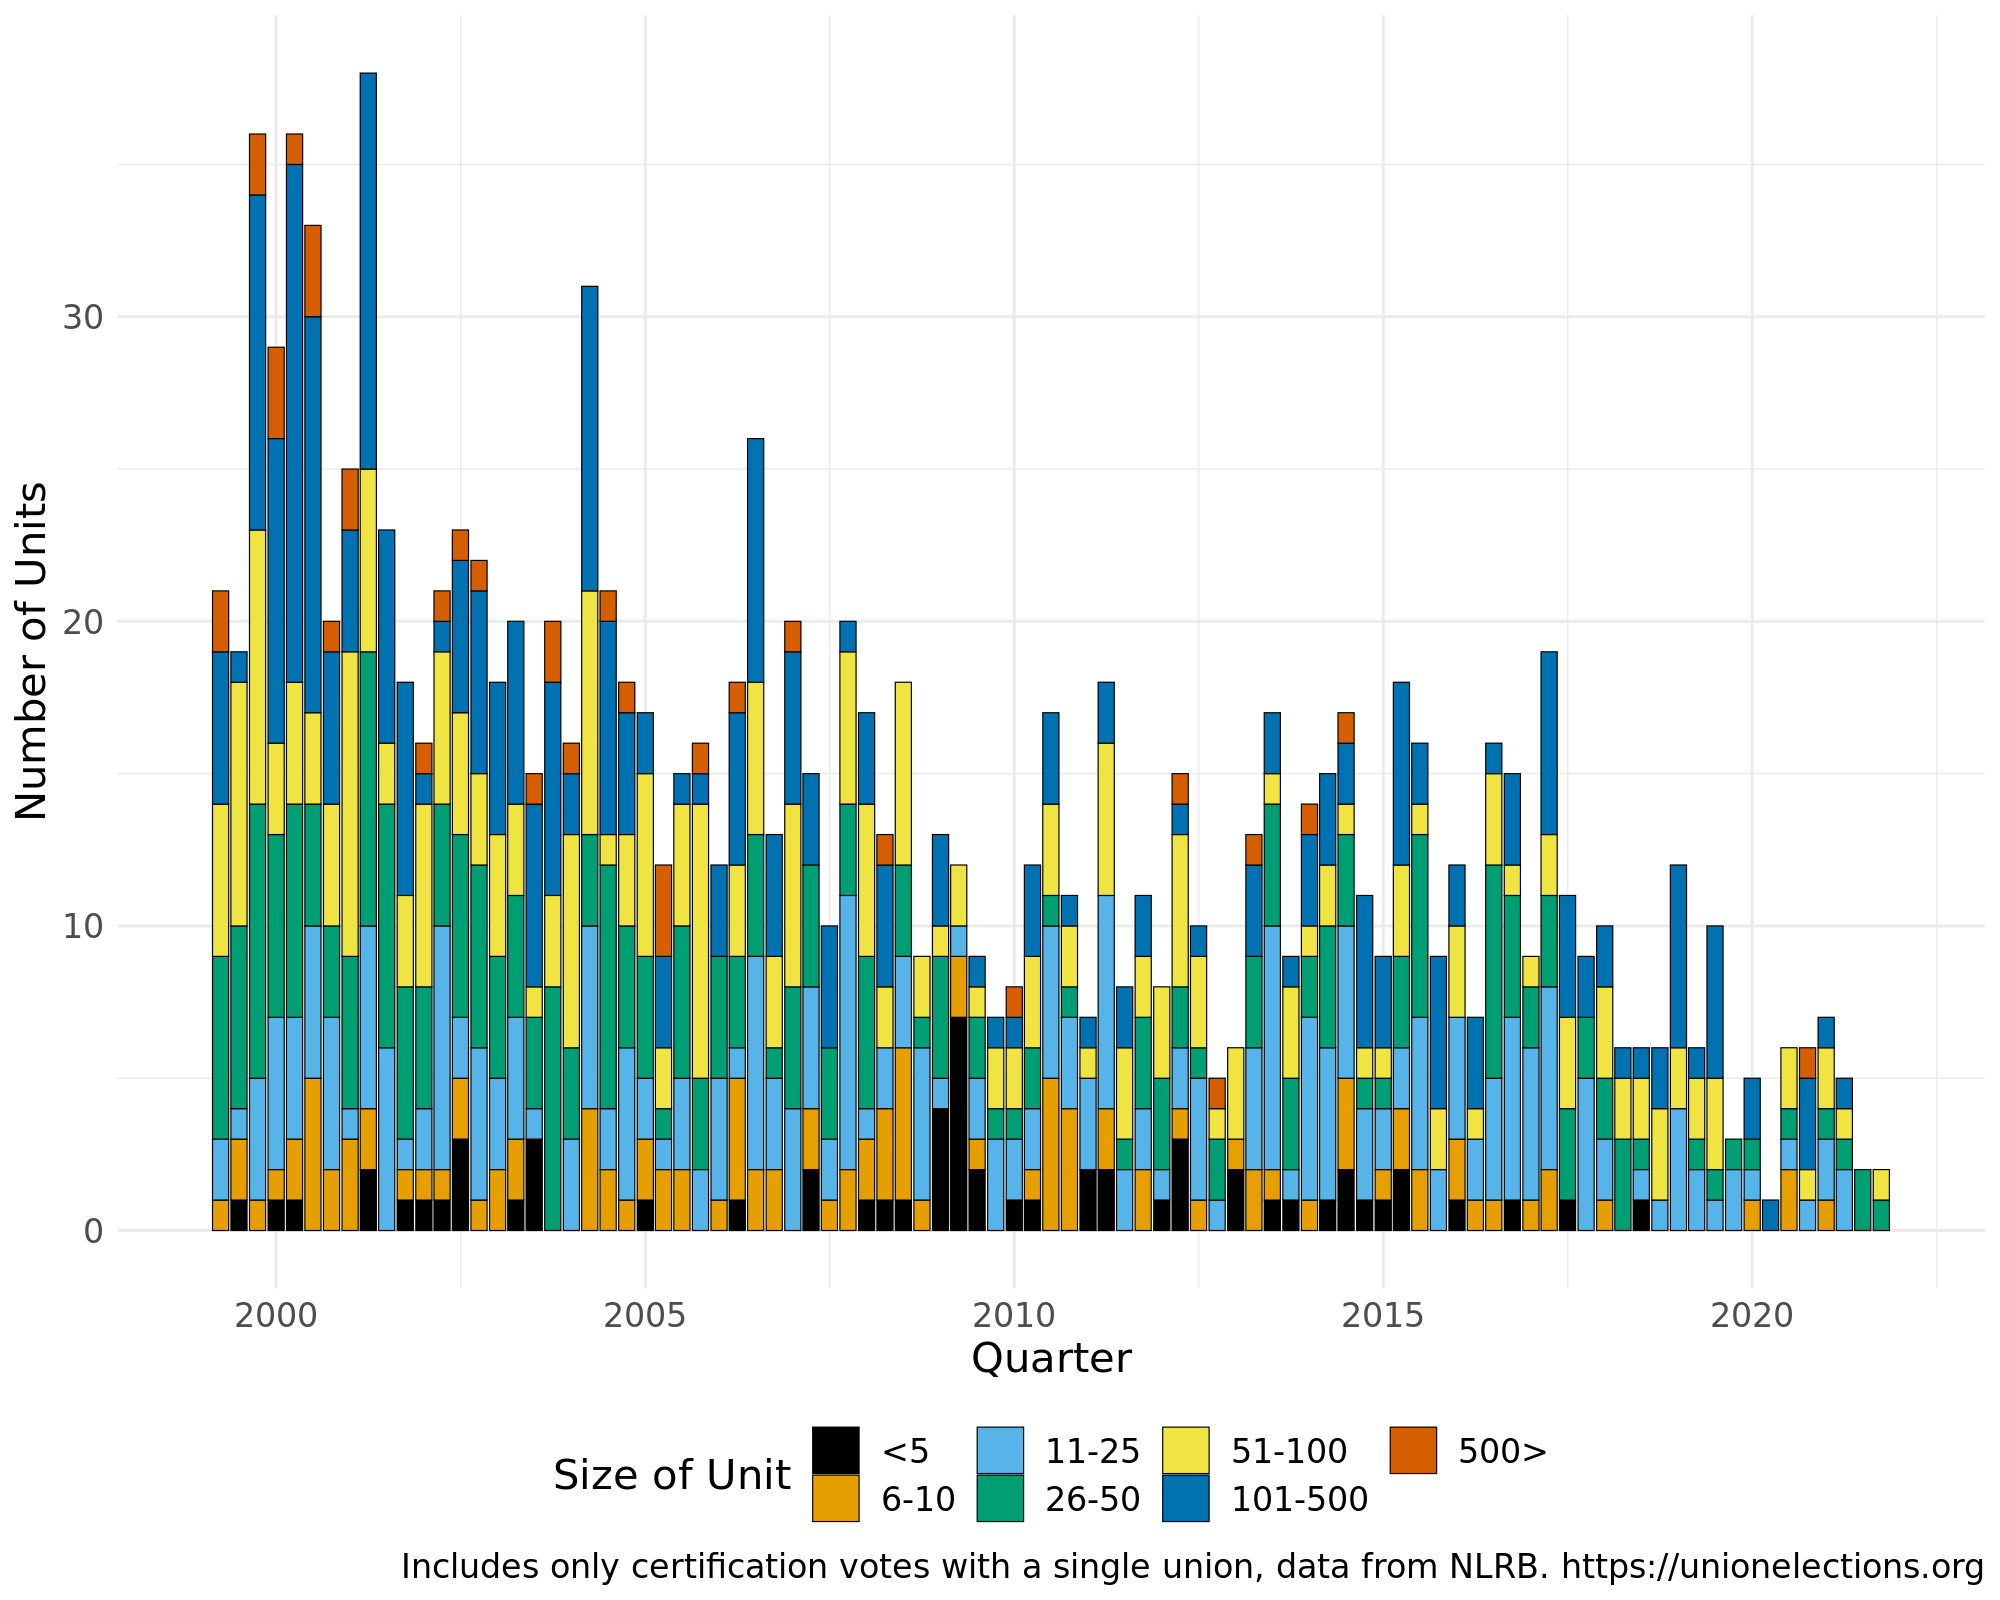 Number of Units
30
20
10
0
2000 2005 2010 2015 2020
Quarter
Size of Unit
<5 11-25 51-100 500>
6-10 26-50 101-500
Includes only certification votes with a single union, data from NLRB. https://unionelections.org